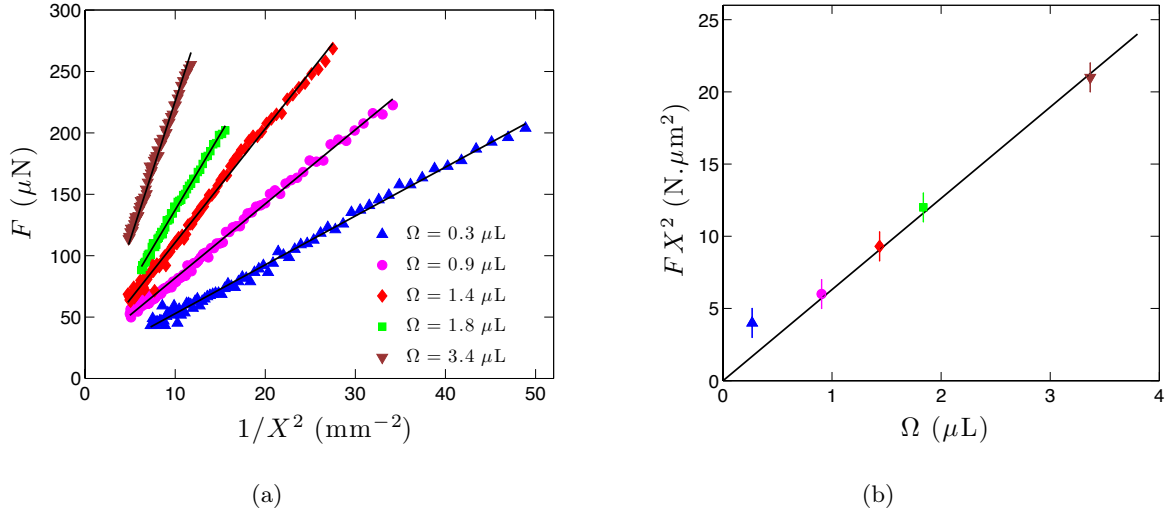 300
250
200
150
100
50
0
F (μN)
0 10 20 30 40 50
1/X² (mm⁻²)
Ω = 0.3 μL
Ω = 0.9 μL
Ω = 1.4 μL
Ω = 1.8 μL
Ω = 3.4 μL
(a)
25
20
15
10
5
0
FX² (N.μm²)
0 1 2 3 4
Ω (μL)
(b)